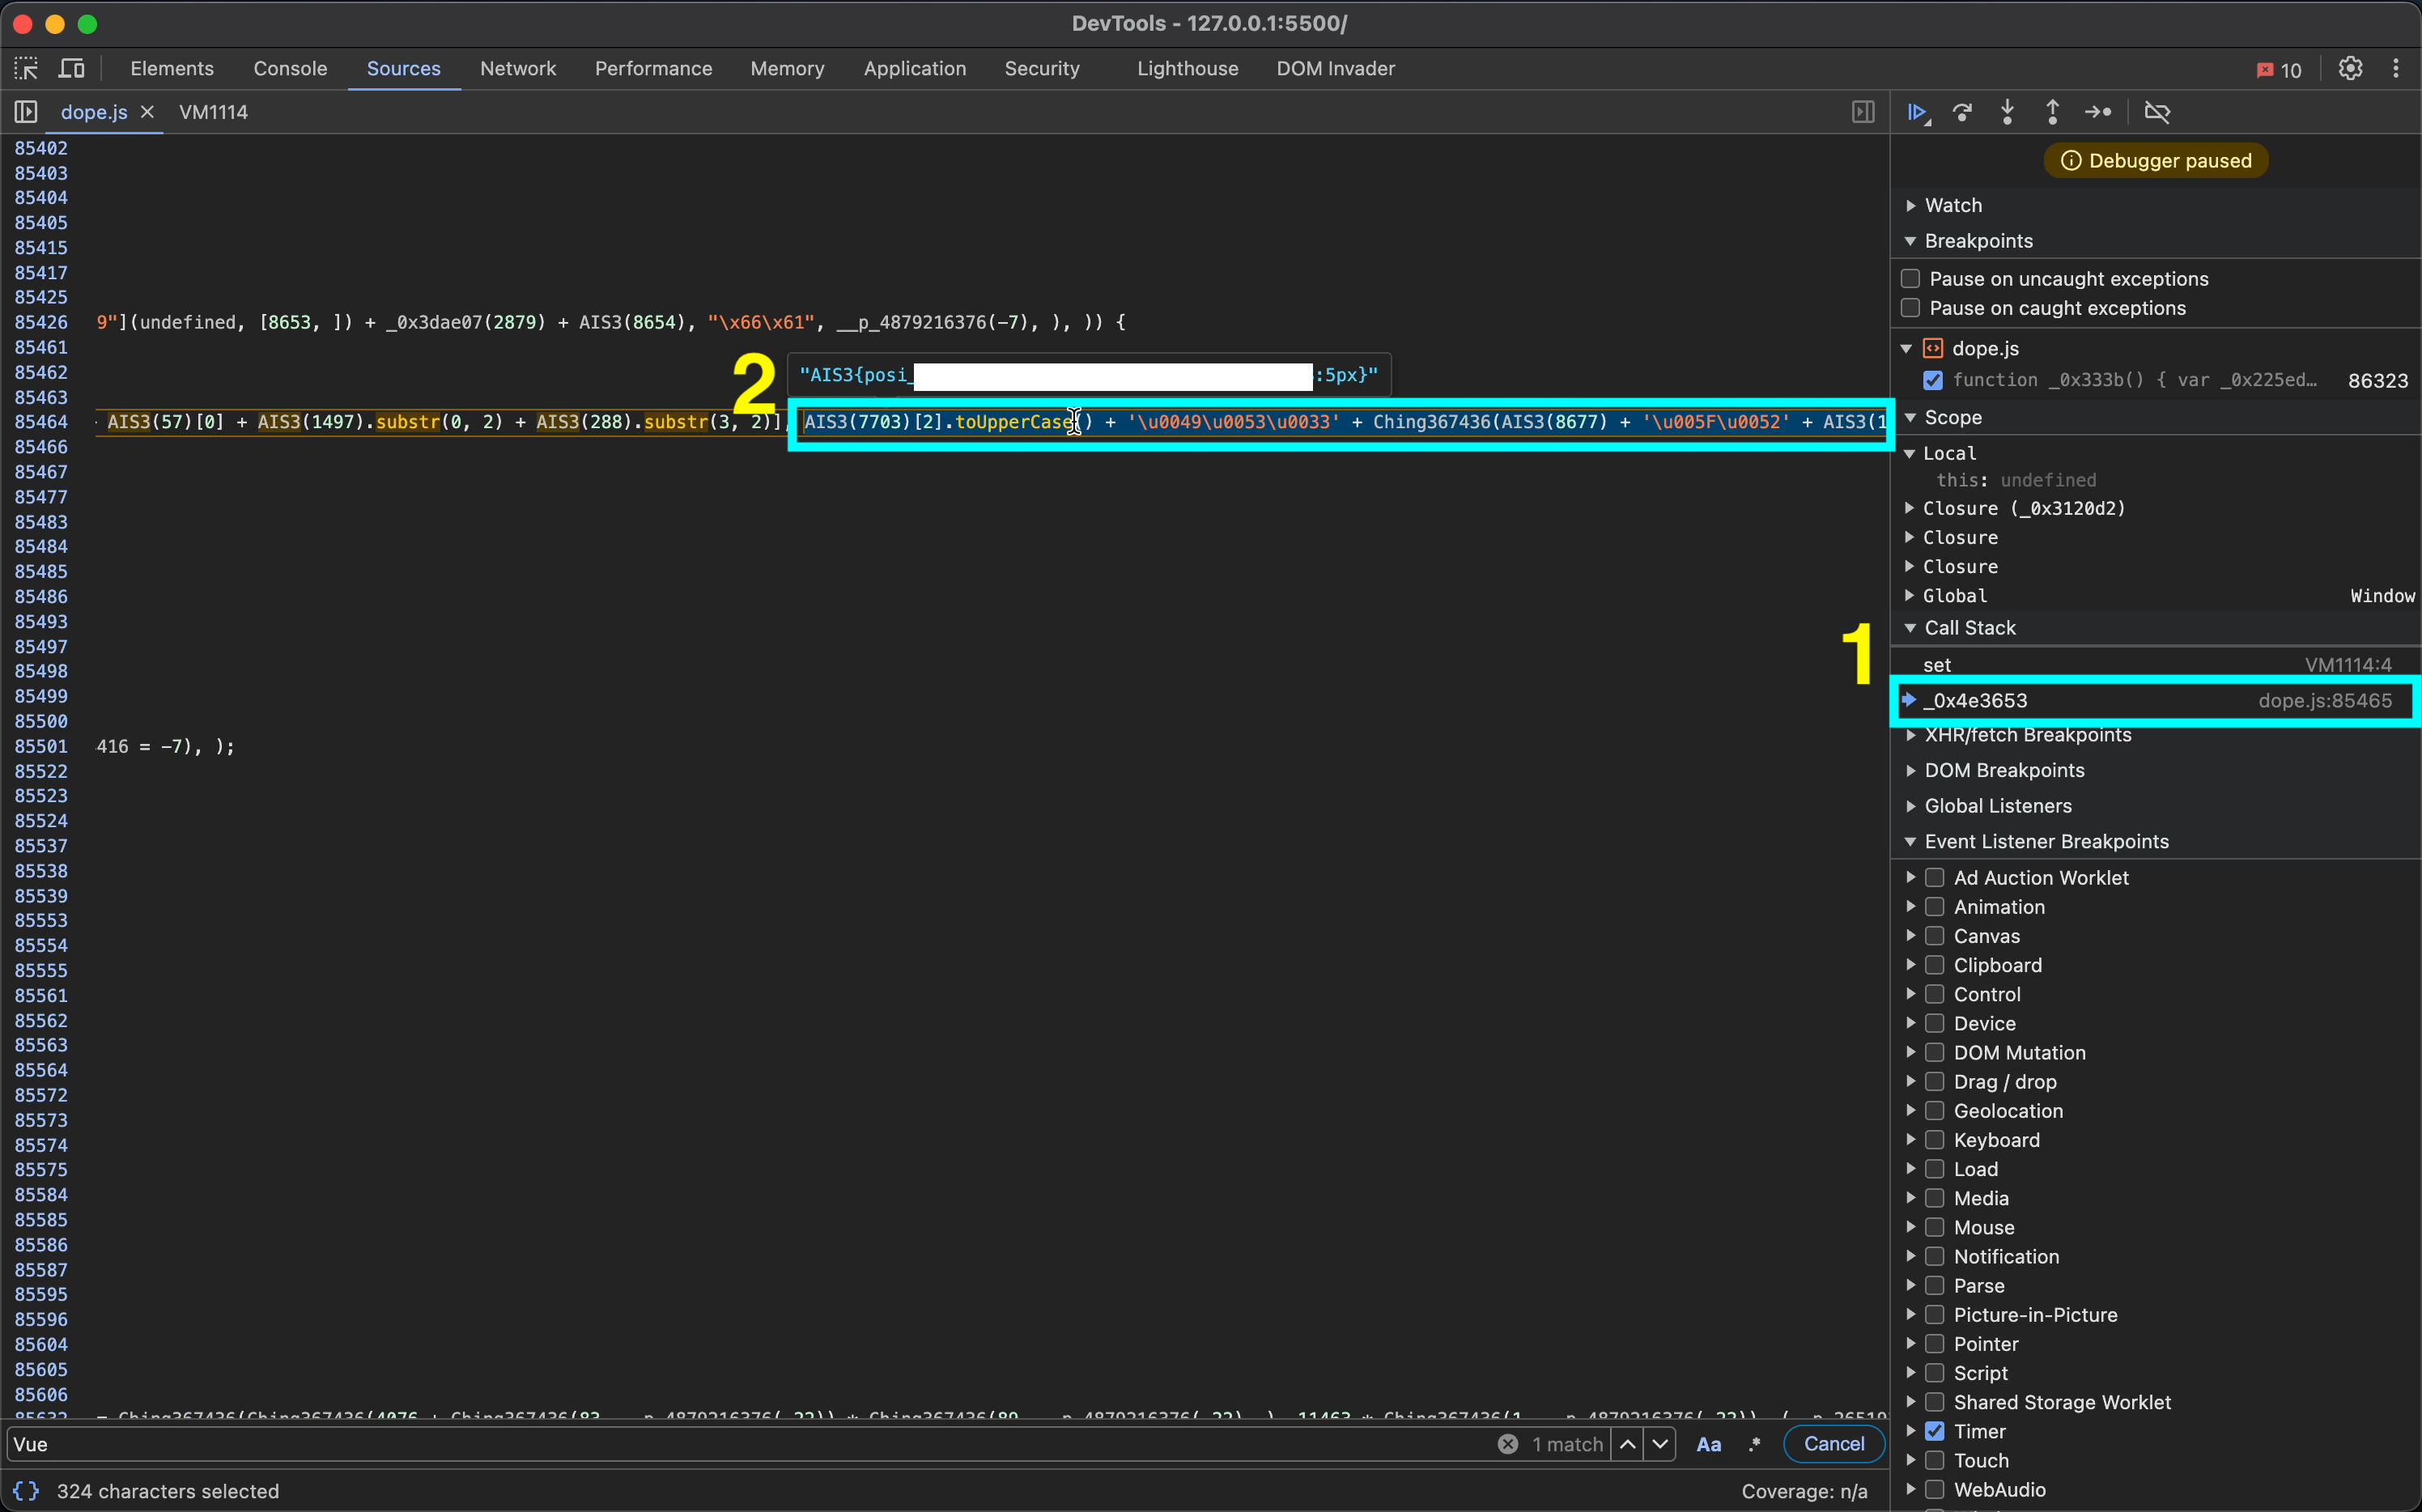 DevTools - 127.0.0.1:5500/
Elements Console Sources Network Performance Memory Application Security Lighthouse DOM Invader 10
dope.js VM1114
Debugger paused
85402
85403
85404
85405
85415
85417
85425
85426 9"](undefined, [8653, ]) + _0x3dae07(2879) + AIS3(8654), "\x66\x61", __p_4879216376(-7), ), )) {
85461
2
85462 "AIS3{posi_ :5px}"
85463
85464 AIS3(57)[0] + AIS3(1497).substr(0, 2) + AIS3(288).substr(3, 2)], AIS3(7703)[2].toUpperCase() + '\u0049\u0053\u0033' + Ching367436(AIS3(8677) + '\u005F\u0052' + AIS3(1
85466
85467
85477
85483
85484
85485
85486
85493
85497
85498
85499
85500
85501 416 = -7), );
85522
85523
85524
85537
85538
85539
85553
85554
85555
85561
85562
85563
85564
85572
85573
85574
85575
85584
85585
85586
85587
85595
85596
85604
85605
85606
Vue 1 match Aa .* Cancel
{ } 324 characters selected Coverage: n/a
Watch
Breakpoints
Pause on uncaught exceptions
Pause on caught exceptions
dope.js
function _0x333b() { var _0x225ed… 86323
Scope
Local
this: undefined
Closure (_0x3120d2)
Closure
Closure
Global Window
Call Stack
1
set VM1114:4
_0x4e3653 dope.js:85465
XHR/fetch Breakpoints
DOM Breakpoints
Global Listeners
Event Listener Breakpoints
Ad Auction Worklet
Animation
Canvas
Clipboard
Control
Device
DOM Mutation
Drag / drop
Geolocation
Keyboard
Load
Media
Mouse
Notification
Parse
Picture-in-Picture
Pointer
Script
Shared Storage Worklet
Timer
Touch
WebAudio